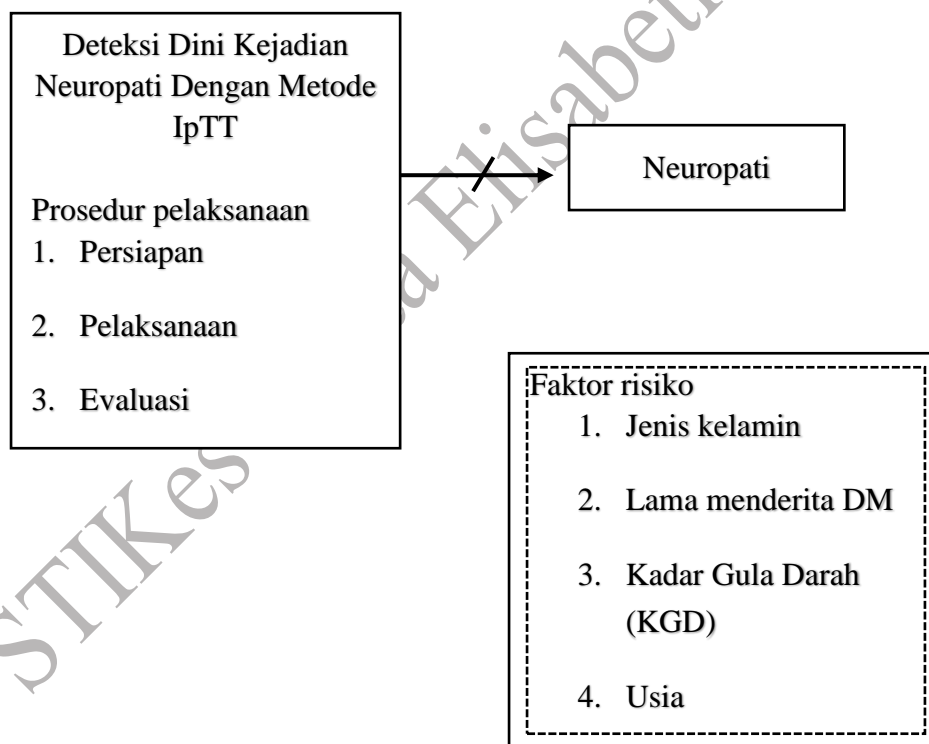 Deteksi Dini Kejadian
Neuropati Dengan Metode
IpTT
Prosedur pelaksanaan
1. Persiapan
2. Pelaksanaan
3. Evaluasi
Neuropati
Faktor risiko
1. Jenis kelamin
2. Lama menderita DM
3. Kadar Gula Darah
(KGD)
4. Usia
STIKes